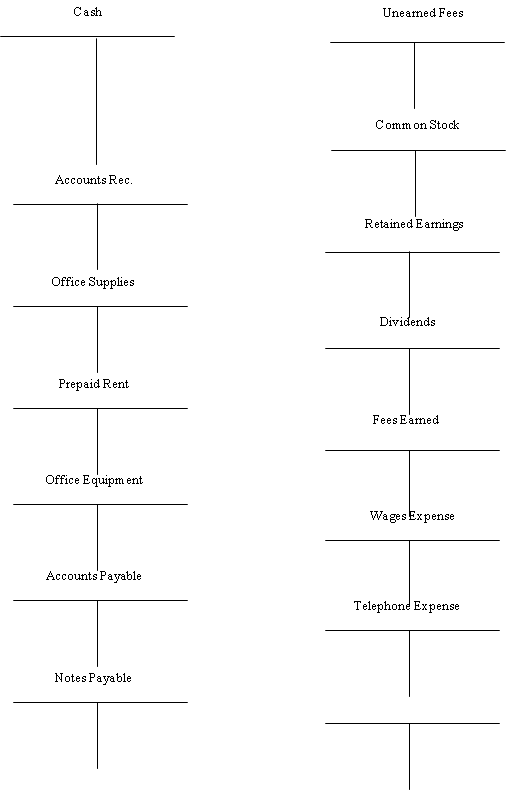 Cash
Accounts Rec.
Office Supplies
Prepaid Rent
Office Equipment
Accounts Payable
Notes Payable
Unearned Fees
Common Stock
Retained Earnings
Dividends
Fees Earned
Wages Expense
Telephone Expense